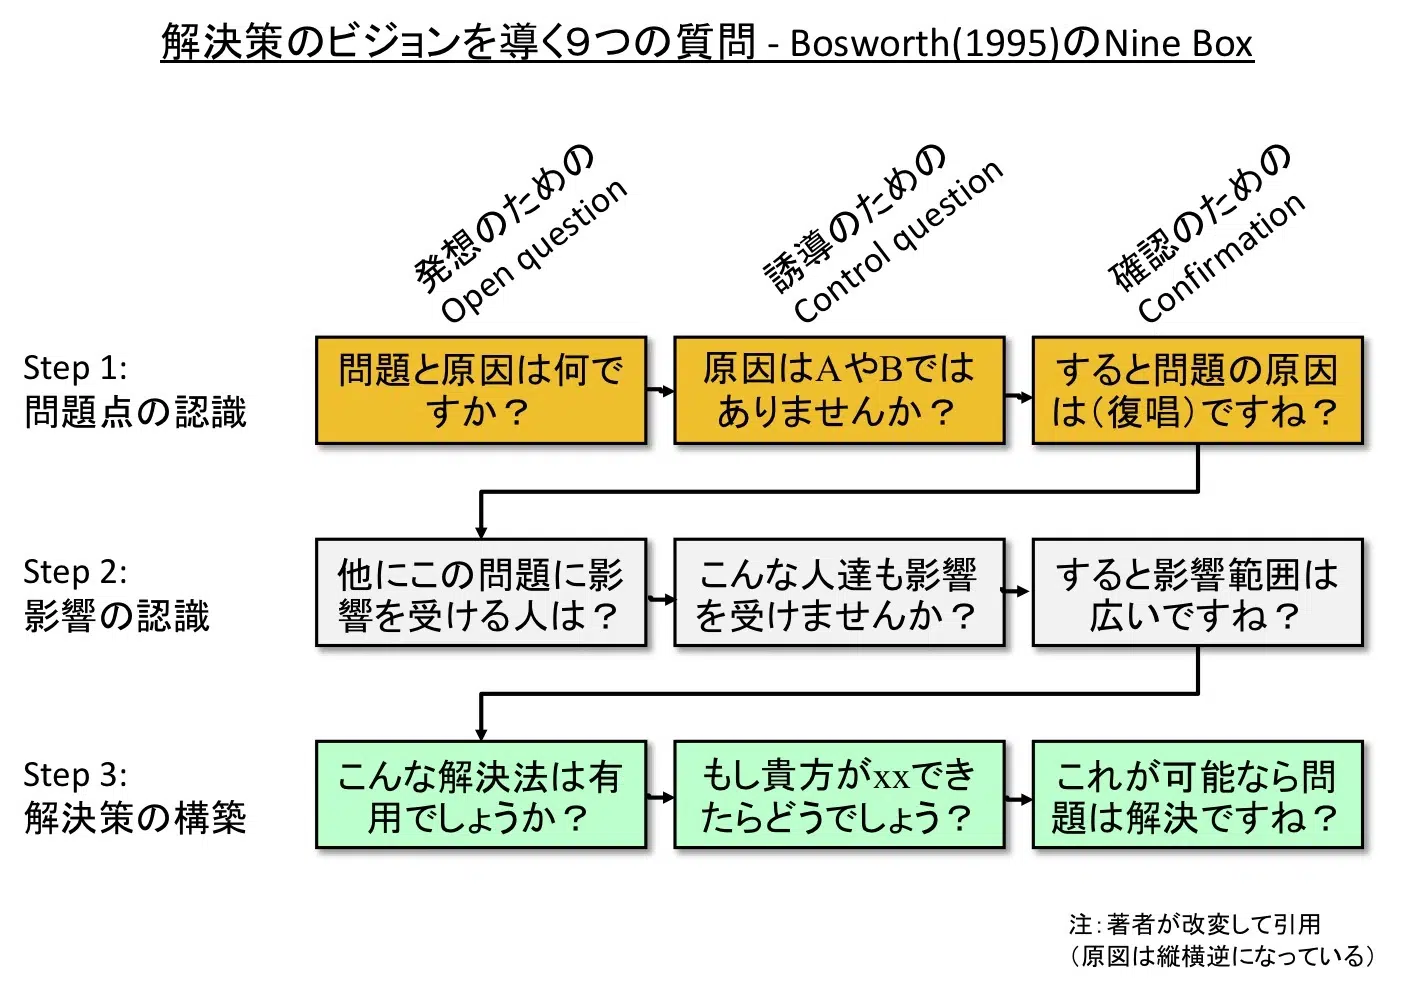 解決策のビジョンを導く９つの質問 - Bosworth(1995)のNine Box
発想のための
Open question
誘導のための
Control question
確認のための
Confirmation
Step 1:
問題点の認識
問題と原因は何で
すか？
原因はAやBでは
ありませんか？
すると問題の原因
は（復唱）ですね？
Step 2:
影響の認識
他にこの問題に影
響を受ける人は？
こんな人達も影響
を受けませんか？
すると影響範囲は
広いですね？
Step 3:
解決策の構築
こんな解決法は有
用でしょうか？
もし貴方がxxでき
たらどうでしょう？
これが可能なら問
題は解決ですね？
注：著者が改変して引用
（原図は縦横逆になっている）